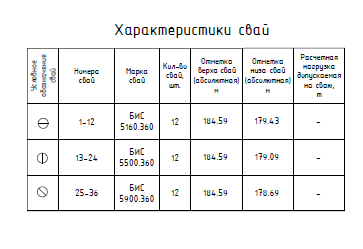 Характеристики свай
Условное обозначение свай
Номера свай
Марка свай
Кол-во свай, шт.
Отметка верха свай (абсолютная) м
Отметка низа свай (абсолютная) м
Расчетная нагрузка допускаемая на сваю, т
1-12 БиС 5160.360 12 184.59 179.43 -
13-24 БиС 5500.360 12 184.59 179.09 -
25-36 БиС 5900.360 12 184.59 178.69 -